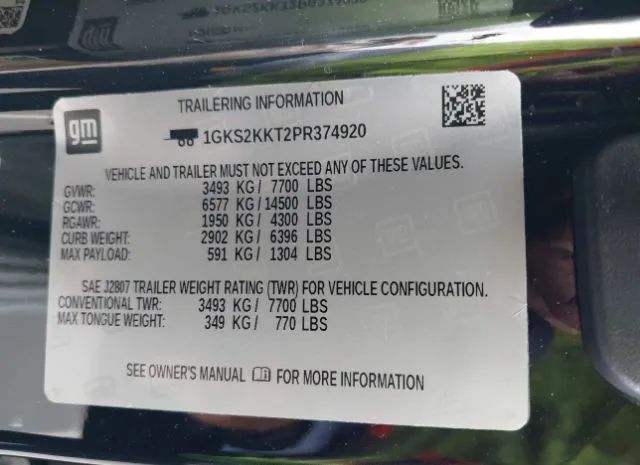 gm
TRAILERING INFORMATION
1GKS2KKT2PR374920
VEHICLE AND TRAILER MUST NOT EXCEED ANY OF THESE VALUES.
GVWR: 3493 KG / 7700 LBS
GCWR: 6577 KG / 14500 LBS
RGAWR: 1950 KG / 4300 LBS
CURB WEIGHT: 2902 KG / 6396 LBS
MAX PAYLOAD: 591 KG / 1304 LBS
SAE J2807 TRAILER WEIGHT RATING (TWR) FOR VEHICLE CONFIGURATION.
CONVENTIONAL TWR: 3493 KG / 7700 LBS
MAX TONGUE WEIGHT: 349 KG / 770 LBS
SEE OWNER'S MANUAL FOR MORE INFORMATION